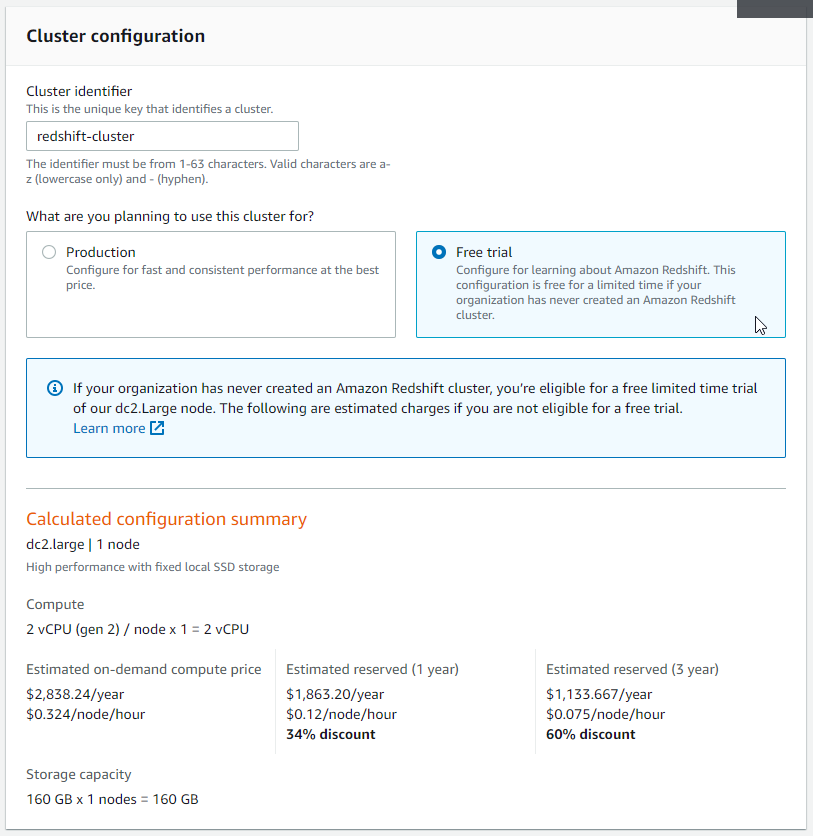 Cluster configuration
Cluster identifier
This is the unique key that identifies a cluster.
redshift-cluster
The identifier must be from 1-63 characters. Valid characters are a-
z (lowercase only) and - (hyphen).
What are you planning to use this cluster for?
Production
Configure for fast and consistent performance at the best
price.
Free trial
Configure for learning about Amazon Redshift. This
configuration is free for a limited time if your
organization has never created an Amazon Redshift
cluster.
If your organization has never created an Amazon Redshift cluster, you're eligible for a free limited time trial
of our dc2.Large node. The following are estimated charges if you are not eligible for a free trial.
Learn more
Calculated configuration summary
dc2.large | 1 node
High performance with fixed local SSD storage
Compute
2 vCPU (gen 2) / node x 1 = 2 vCPU
Estimated on-demand compute price
$2,838.24/year
$0.324/node/hour
Estimated reserved (1 year)
$1,863.20/year
$0.12/node/hour
34% discount
Estimated reserved (3 year)
$1,133.667/year
$0.075/node/hour
60% discount
Storage capacity
160 GB x 1 nodes = 160 GB